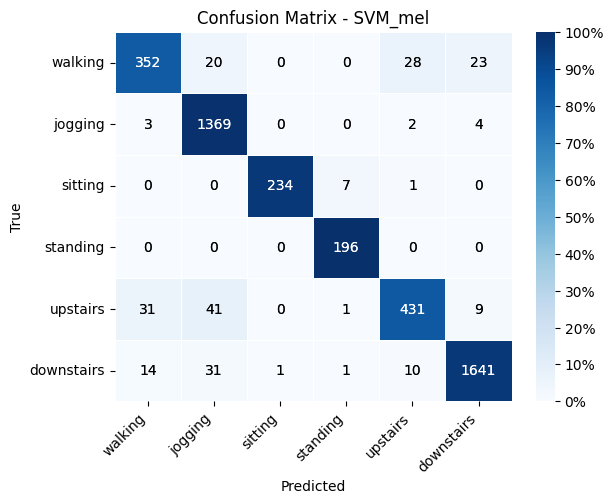 Confusion Matrix - SVM_mel
True
walking 352 20 0 0 28 23
jogging 3 1369 0 0 2 4
sitting 0 0 234 7 1 0
standing 0 0 0 196 0 0
upstairs 31 41 0 1 431 9
downstairs 14 31 1 1 10 1641
walking jogging sitting standing upstairs downstairs
Predicted
100%
90%
80%
70%
60%
50%
40%
30%
20%
10%
0%